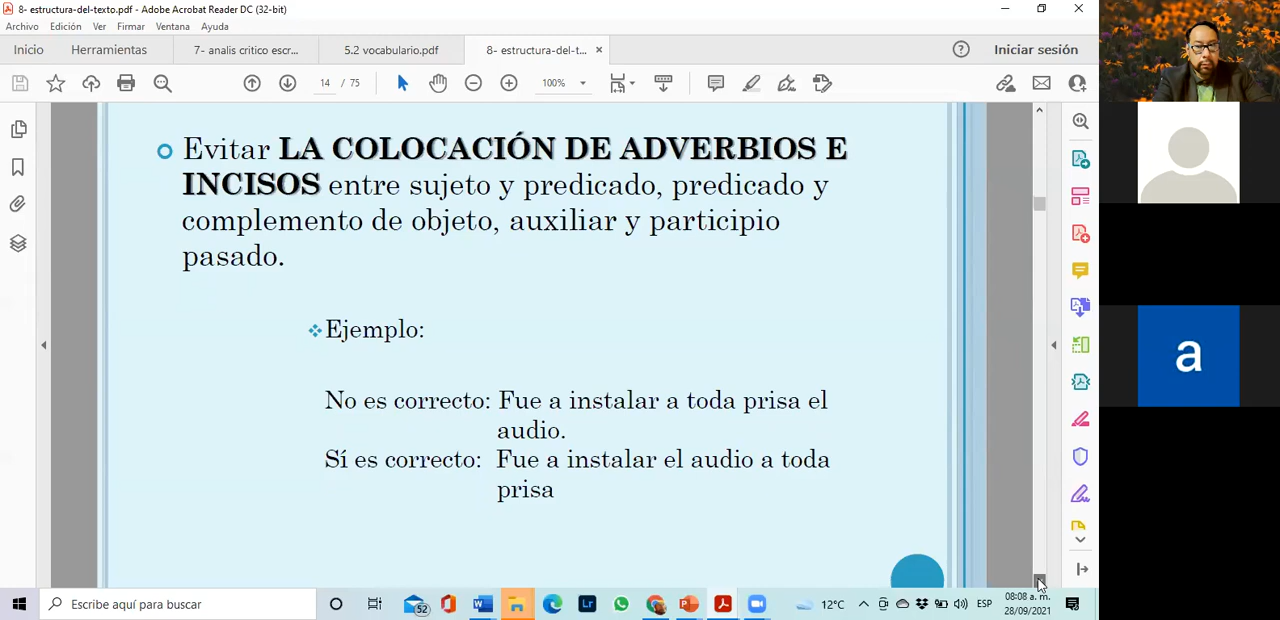 8- estructura-del-texto.pdf - Adobe Acrobat Reader DC (32-bit)
Archivo Edición Ver Firmar Ventana Ayuda
Inicio Herramientas 7- analis critico escr... 5.2 vocabulario.pdf 8- estructura-del-t... Iniciar sesión
14 / 75 100%
Evitar LA COLOCACIÓN DE ADVERBIOS E
INCISOS entre sujeto y predicado, predicado y
complemento de objeto, auxiliar y participio
pasado.
Ejemplo:
No es correcto: Fue a instalar a toda prisa el
audio.
Sí es correcto: Fue a instalar el audio a toda
prisa
a
Escribe aquí para buscar
52
12°C
ESP
08:08 a. m.
28/09/2021